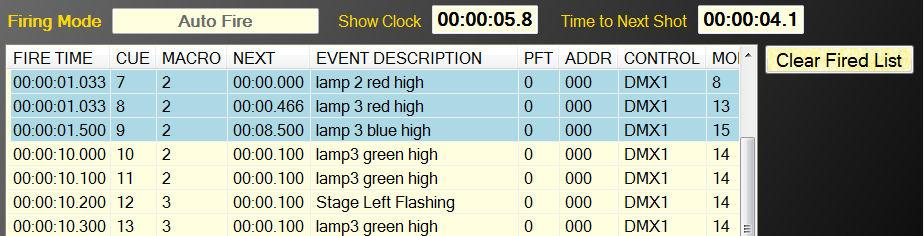 Firing Mode Auto Fire Show Clock 00:00:05.8 Time to Next Shot 00:00:04.1
FIRE TIME CUE MACRO NEXT EVENT DESCRIPTION PFT ADDR CONTROL MO
Clear Fired List
00:00:01.033 7 2 00:00.000 lamp 2 red high 0 000 DMX1 8
00:00:01.033 8 2 00:00.466 lamp 3 red high 0 000 DMX1 13
00:00:01.500 9 2 00:08.500 lamp 3 blue high 0 000 DMX1 15
00:00:10.000 10 2 00:00.100 lamp3 green high 0 000 DMX1 14
00:00:10.100 11 2 00:00.100 lamp3 green high 0 000 DMX1 14
00:00:10.200 12 3 00:00.100 Stage Left Flashing 0 000 DMX1 14
00:00:10.300 13 3 00:00.100 lamp3 green high 0 000 DMX1 14